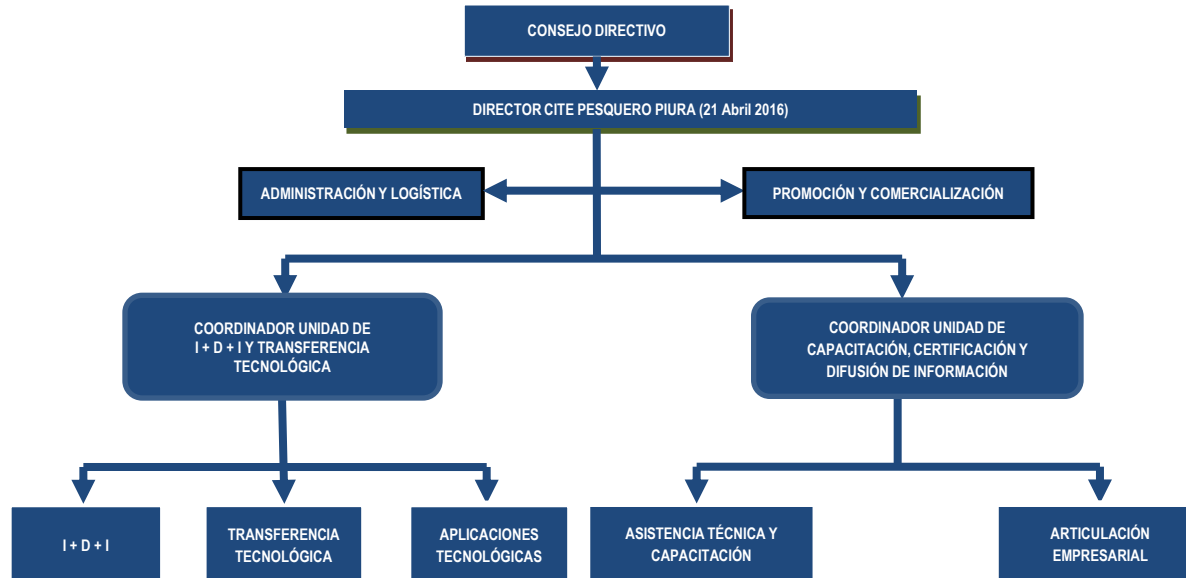 CONSEJO DIRECTIVO
DIRECTOR CITE PESQUERO PIURA (21 Abril 2016)
ADMINISTRACIÓN Y LOGÍSTICA
PROMOCIÓN Y COMERCIALIZACIÓN
COORDINADOR UNIDAD DE
I + D + I Y TRANSFERENCIA
TECNOLÓGICA
COORDINADOR UNIDAD DE
CAPACITACIÓN, CERTIFICACIÓN Y
DIFUSIÓN DE INFORMACIÓN
I + D + I
TRANSFERENCIA
TECNOLÓGICA
APLICACIONES
TECNOLÓGICAS
ASISTENCIA TÉCNICA Y
CAPACITACIÓN
ARTICULACIÓN
EMPRESARIAL